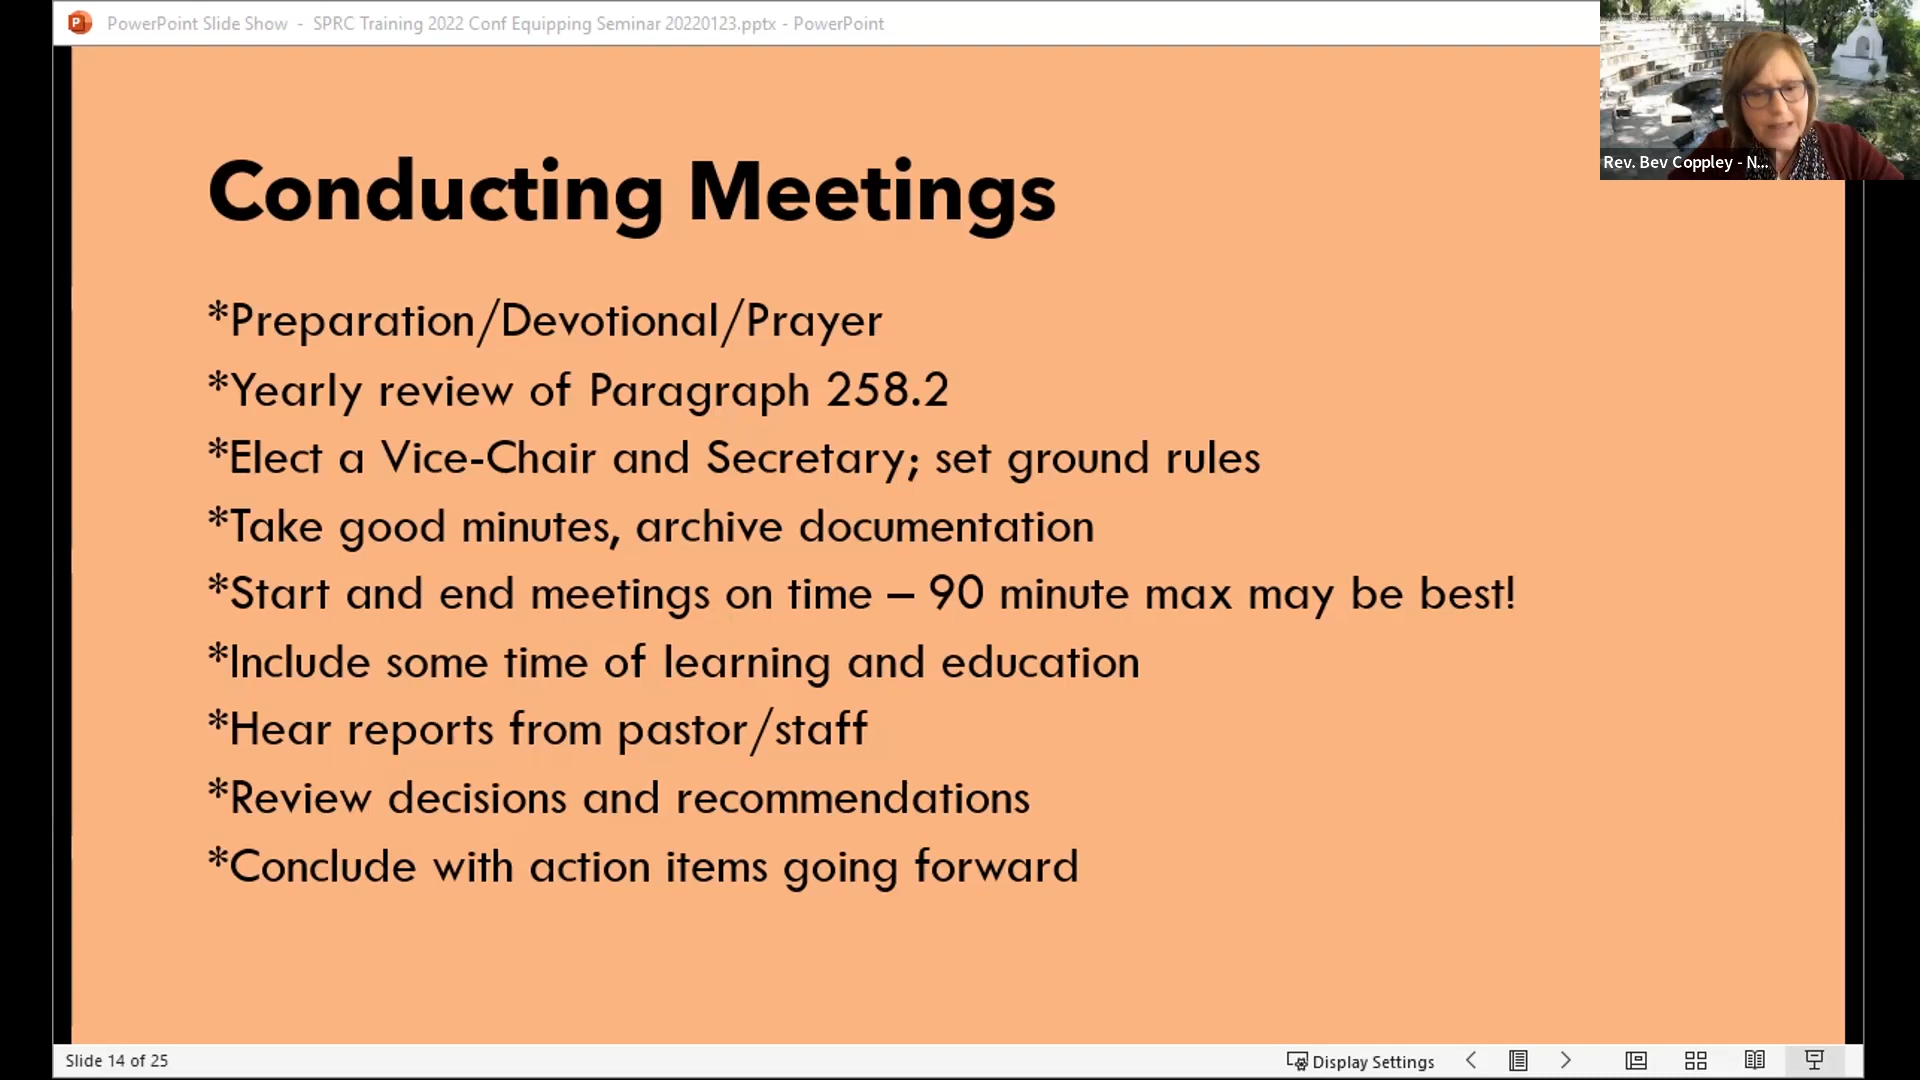 PowerPoint Slide Show - SPRC Training 2022 Conf Equipping Seminar 20220123.pptx - PowerPoint
Rev. Bev Coppley - N...
Conducting Meetings
*Preparation/Devotional/Prayer
*Yearly review of Paragraph 258.2
*Elect a Vice-Chair and Secretary; set ground rules
*Take good minutes, archive documentation
*Start and end meetings on time – 90 minute max may be best!
*Include some time of learning and education
*Hear reports from pastor/staff
*Review decisions and recommendations
*Conclude with action items going forward
Slide 14 of 25
Display Settings